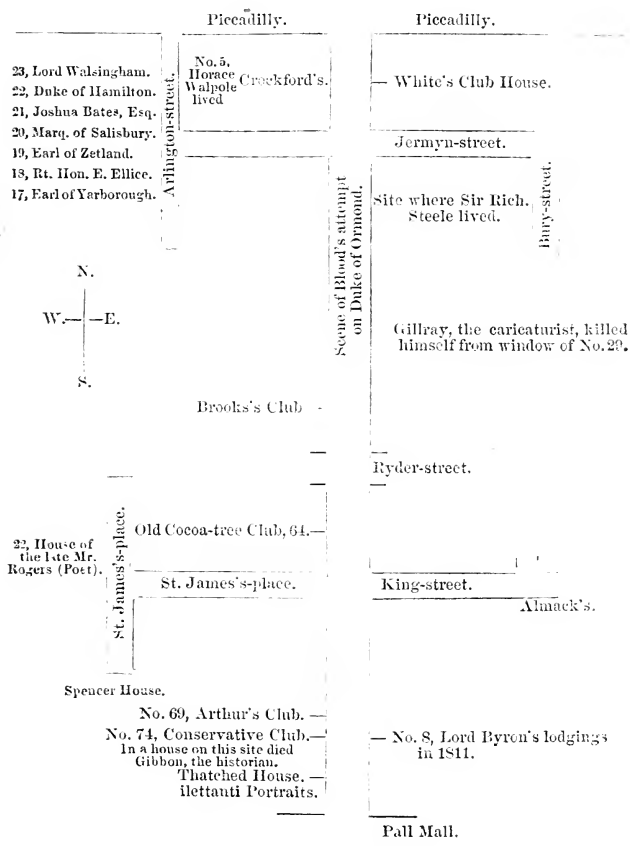 Piccadilly.
Piccadilly.
23, Lord Walsingham.
22, Duke of Hamilton.
21, Joshua Bates, Esq.
20, Marq. of Salisbury.
19, Earl of Zetland.
18, Rt. Hon. E. Ellice.
17, Earl of Yarborough.
Arlington-street.
No. 5,
Horace
Walpole
lived
Crockford's.
White's Club House.
Jermyn-street.
Scene of Blood's attempt
on Duke of Ormond.
Site where Sir Rich.
Steele lived.
Bury-street.
N.
W. E.
S.
Gillray, the caricaturist, killed
himself from window of No. 29.
Brooks's Club
Ryder-street.
St. James's-place.
Old Cocoa-tree Club, 64.
22, House of
the late Mr.
Rogers (Poet).
St. James's-place.
King-street.
Almack's.
Spencer House.
No. 69, Arthur's Club.
No. 74, Conservative Club.
In a house on this site died
Gibbon, the historian.
Thatched House.
ilettanti Portraits.
No. 8, Lord Byron's lodgings
in 1811.
Pall Mall.